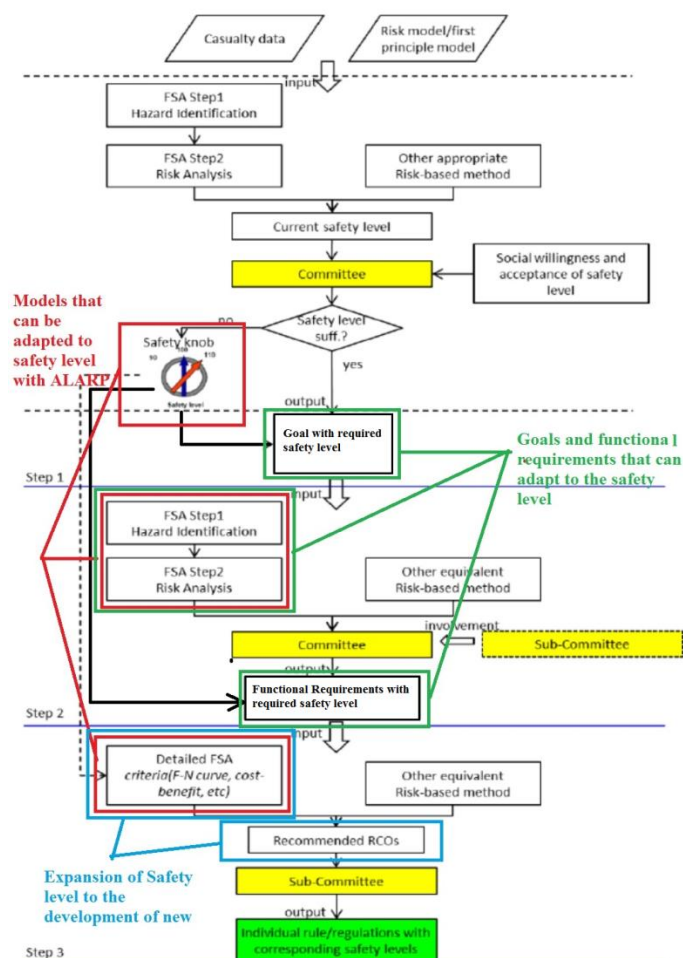 Casualty data
Risk model/first
principle model
input
FSA Step1
Hazard Identification
FSA Step2
Risk Analysis
Other appropriate
Risk-based method
Current safety level
Committee
Social willingness and
acceptance of safety
level
Models that
can be
adapted to
safety level
with ALARP
no
Safety level
suff.?
Safety knob
90
100
110
Safety level
yes
output
Goal with required
safety level
Goals and functional
requirements that can
adapt to the safety
level
Step 1
input
FSA Step1
Hazard Identification
FSA Step2
Risk Analysis
Other equivalent
Risk-based method
involvement
Committee
Sub-Committee
output
Functional Requirements with
required safety level
Step 2
input
Detailed FSA
criteria(F-N curve, cost-
benefit, etc)
Other equivalent
Risk-based method
Recommended RCOs
Expansion of Safety
level to the
development of new
Sub-Committee
output
Individual rule/regulations with
corresponding safety levels
Step 3